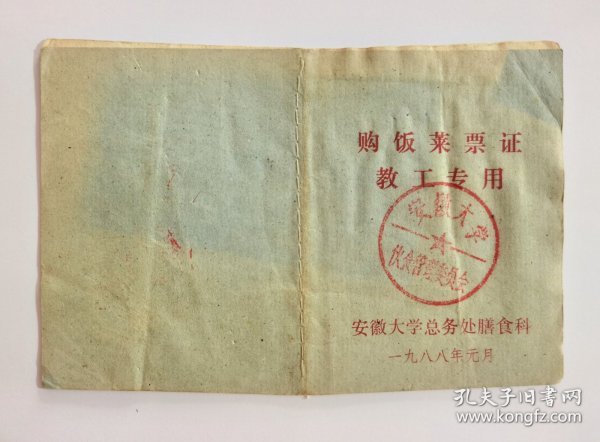 购饭菜票证
教工专用
安徽大学
伙食管理委员会
安徽大学总务处膳食科
一九八八年元月
孔夫子旧书网
www.kongfz.com